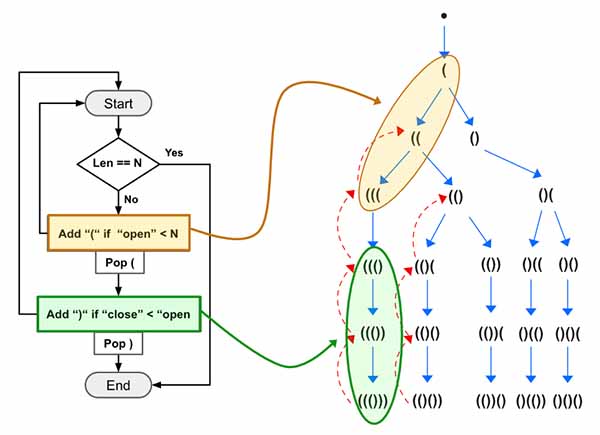 Start
Len == N
Yes
No
Add “(“ if “open” < N
Pop (
Add “)“ if “close” < “open
Pop )
End
•
(
((
()
(((
(()
()(
((()
(()(
(())
()((
()()
((())
(()()
(())(
()(()
()()(
((()))
(()())
(())()
()(())
()()()